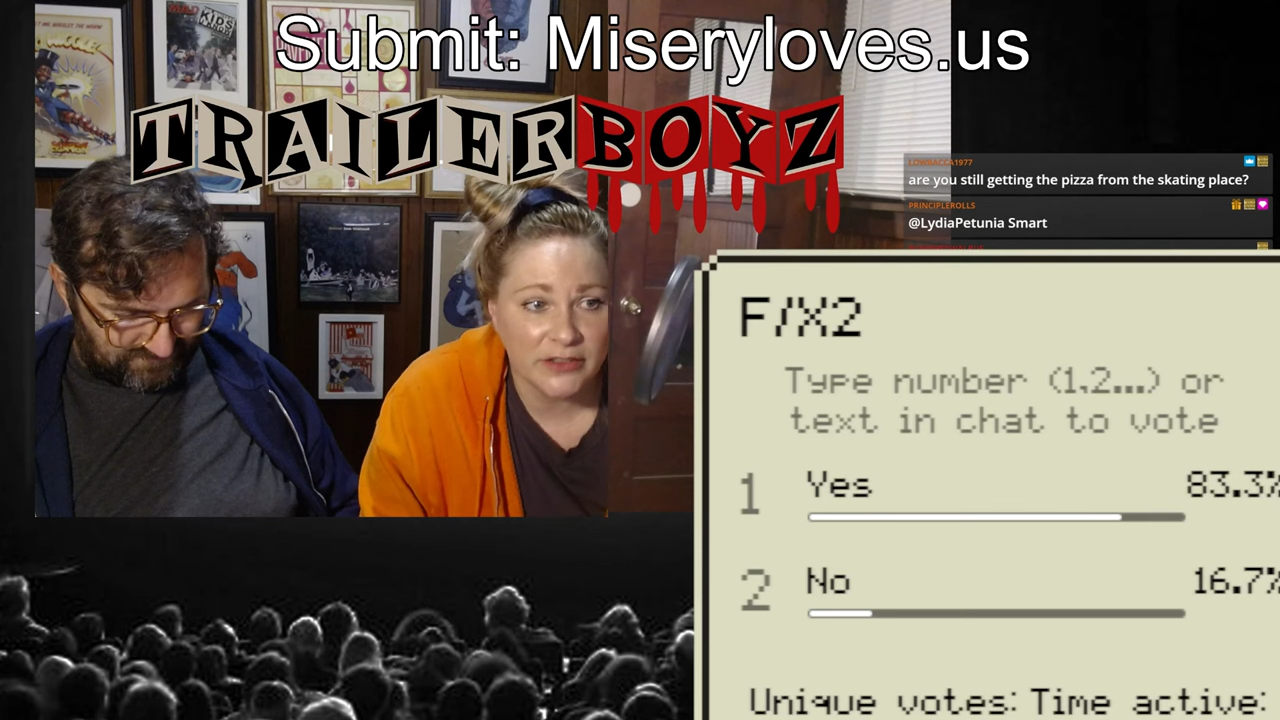 Submit: Miseryloves.us
TRAILERBOYZ
KIDS
are you still getting the pizza from the skating place?
PRINCIPLEROLLS
@LydiaPetunia Smart
F/X2
Type number (1,2...) or
text in chat to vote
1 Yes 83.3%
2 No 16.7%
Unique votes: Time active: